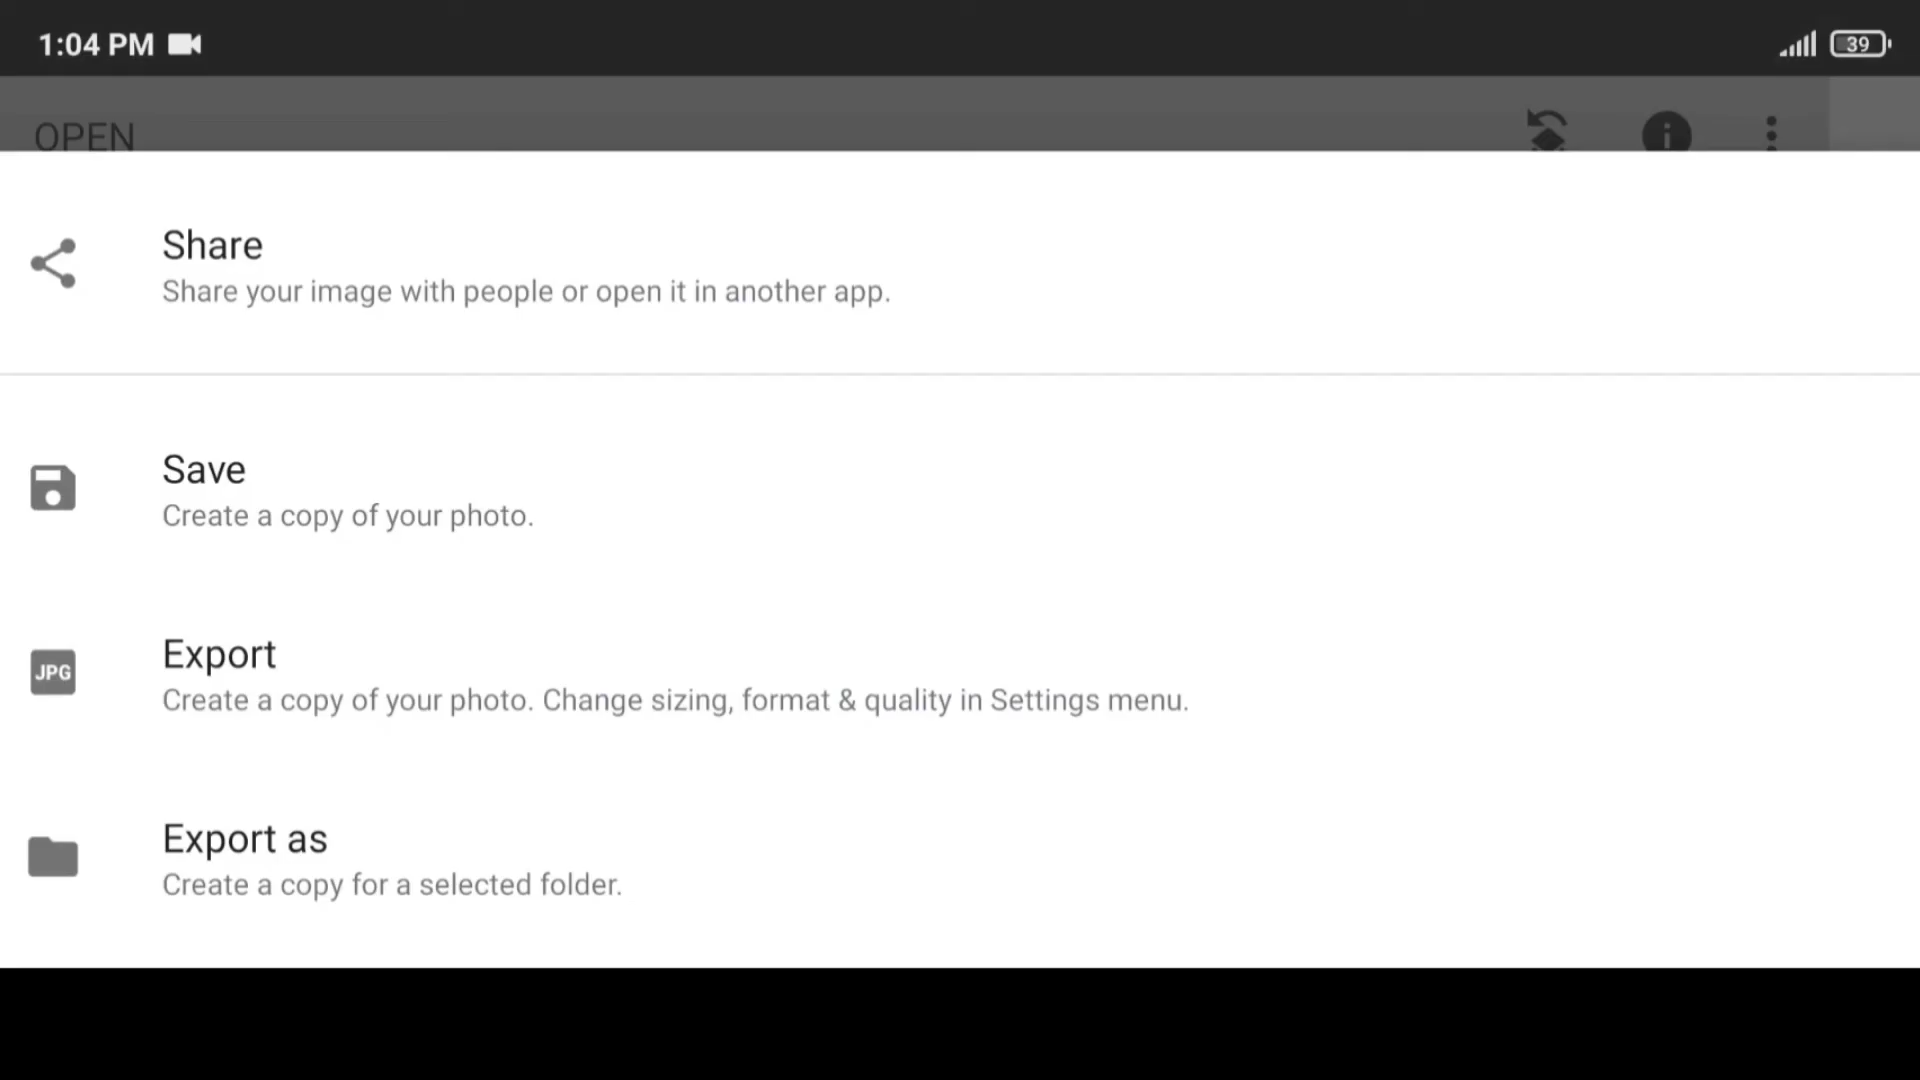 1:04 PM
39
OPEN
Share
Share your image with people or open it in another app.
Save
Create a copy of your photo.
JPG
Export
Create a copy of your photo. Change sizing, format & quality in Settings menu.
Export as
Create a copy for a selected folder.